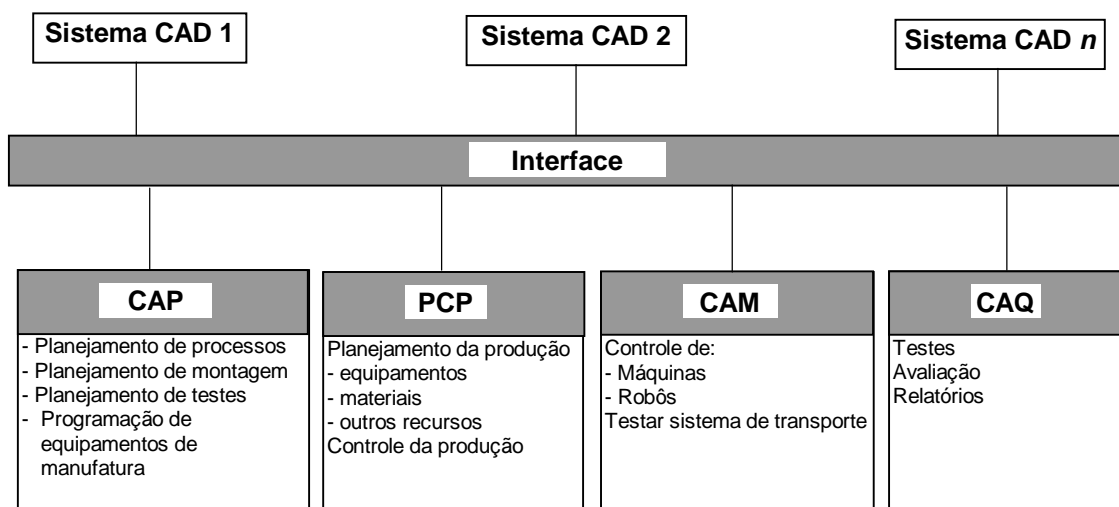 Sistema CAD 1
Sistema CAD 2
Sistema CAD n
Interface
CAP
- Planejamento de processos
- Planejamento de montagem
- Planejamento de testes
- Programação de
equipamentos de
manufatura
PCP
Planejamento da produção
- equipamentos
- materiais
- outros recursos
Controle da produção
CAM
Controle de:
- Máquinas
- Robôs
Testar sistema de transporte
CAQ
Testes
Avaliação
Relatórios